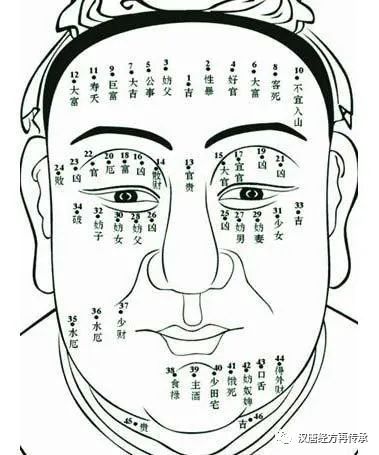 12 大富
11 寿夭
9 巨富
7 大吉
5 公事
3 妨父
1 吉
2 性暴
4 好官
6 大富
8 客死
10 不宜入山
24 败
23 凶
22 官
20 厄
18 富
16 凶
14 散财
13 官贵
15 大官
17 宜官
19 凶
21 凶
34 破
32 妨子
30 妨女
28 妨父
26 凶
25 凶
27 妨男
29 妨妻
31 少女
33 吉
35 水厄
36 水厄
37 少财
38 食禄
39 主酒
40 少田宅
41 饿死
42 妨奴婢
43 口舌
44 得外财
45 贵
46 吉
汉唐经方再传承